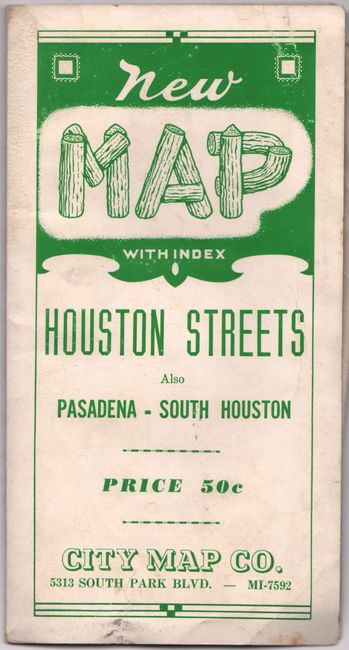 New
MAP
WITH INDEX
HOUSTON STREETS
Also
PASADENA - SOUTH HOUSTON
PRICE 50c
CITY MAP CO.
5313 SOUTH PARK BLVD. — MI-7592